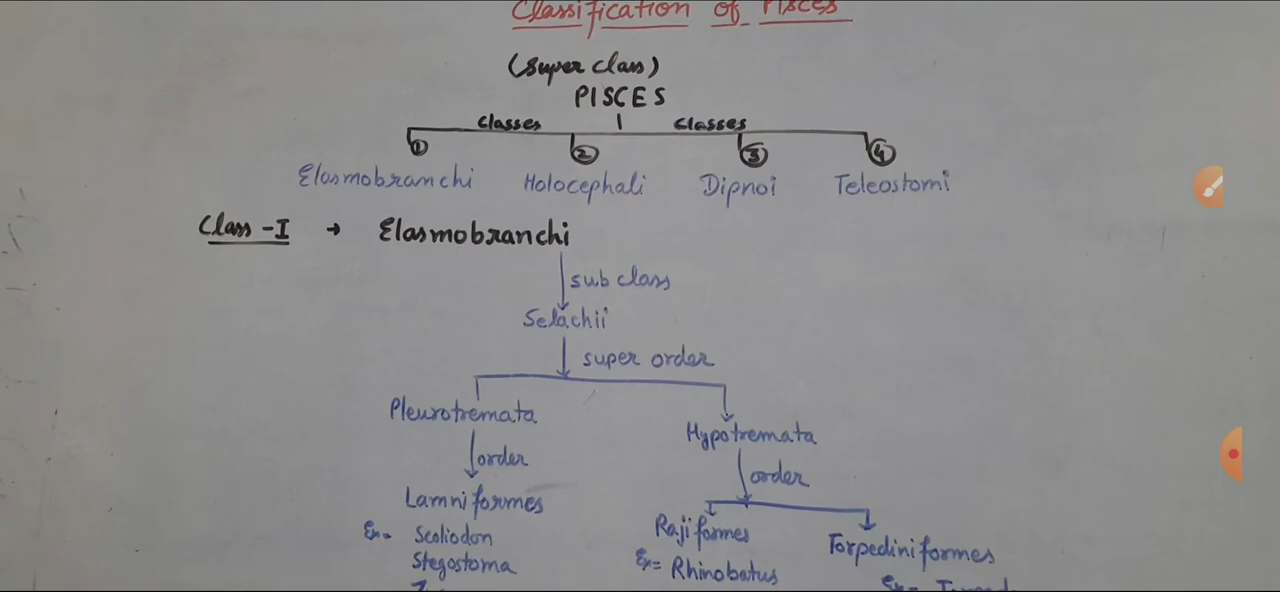 Classification of Pisces
(super class)
PISCES
classes classes
① ② ③ ④
Elasmobranchi Holocephali Dipnoi Teleostomi
Class -I → Elasmobranchi
sub class
Selachii
super order
Pleurotremata
Hypotremata
order
order
Lamniformes
Rajiformes
Torpediniformes
Ex= Scoliodon
Stegostoma
Ex= Rhinobatus
Ex=